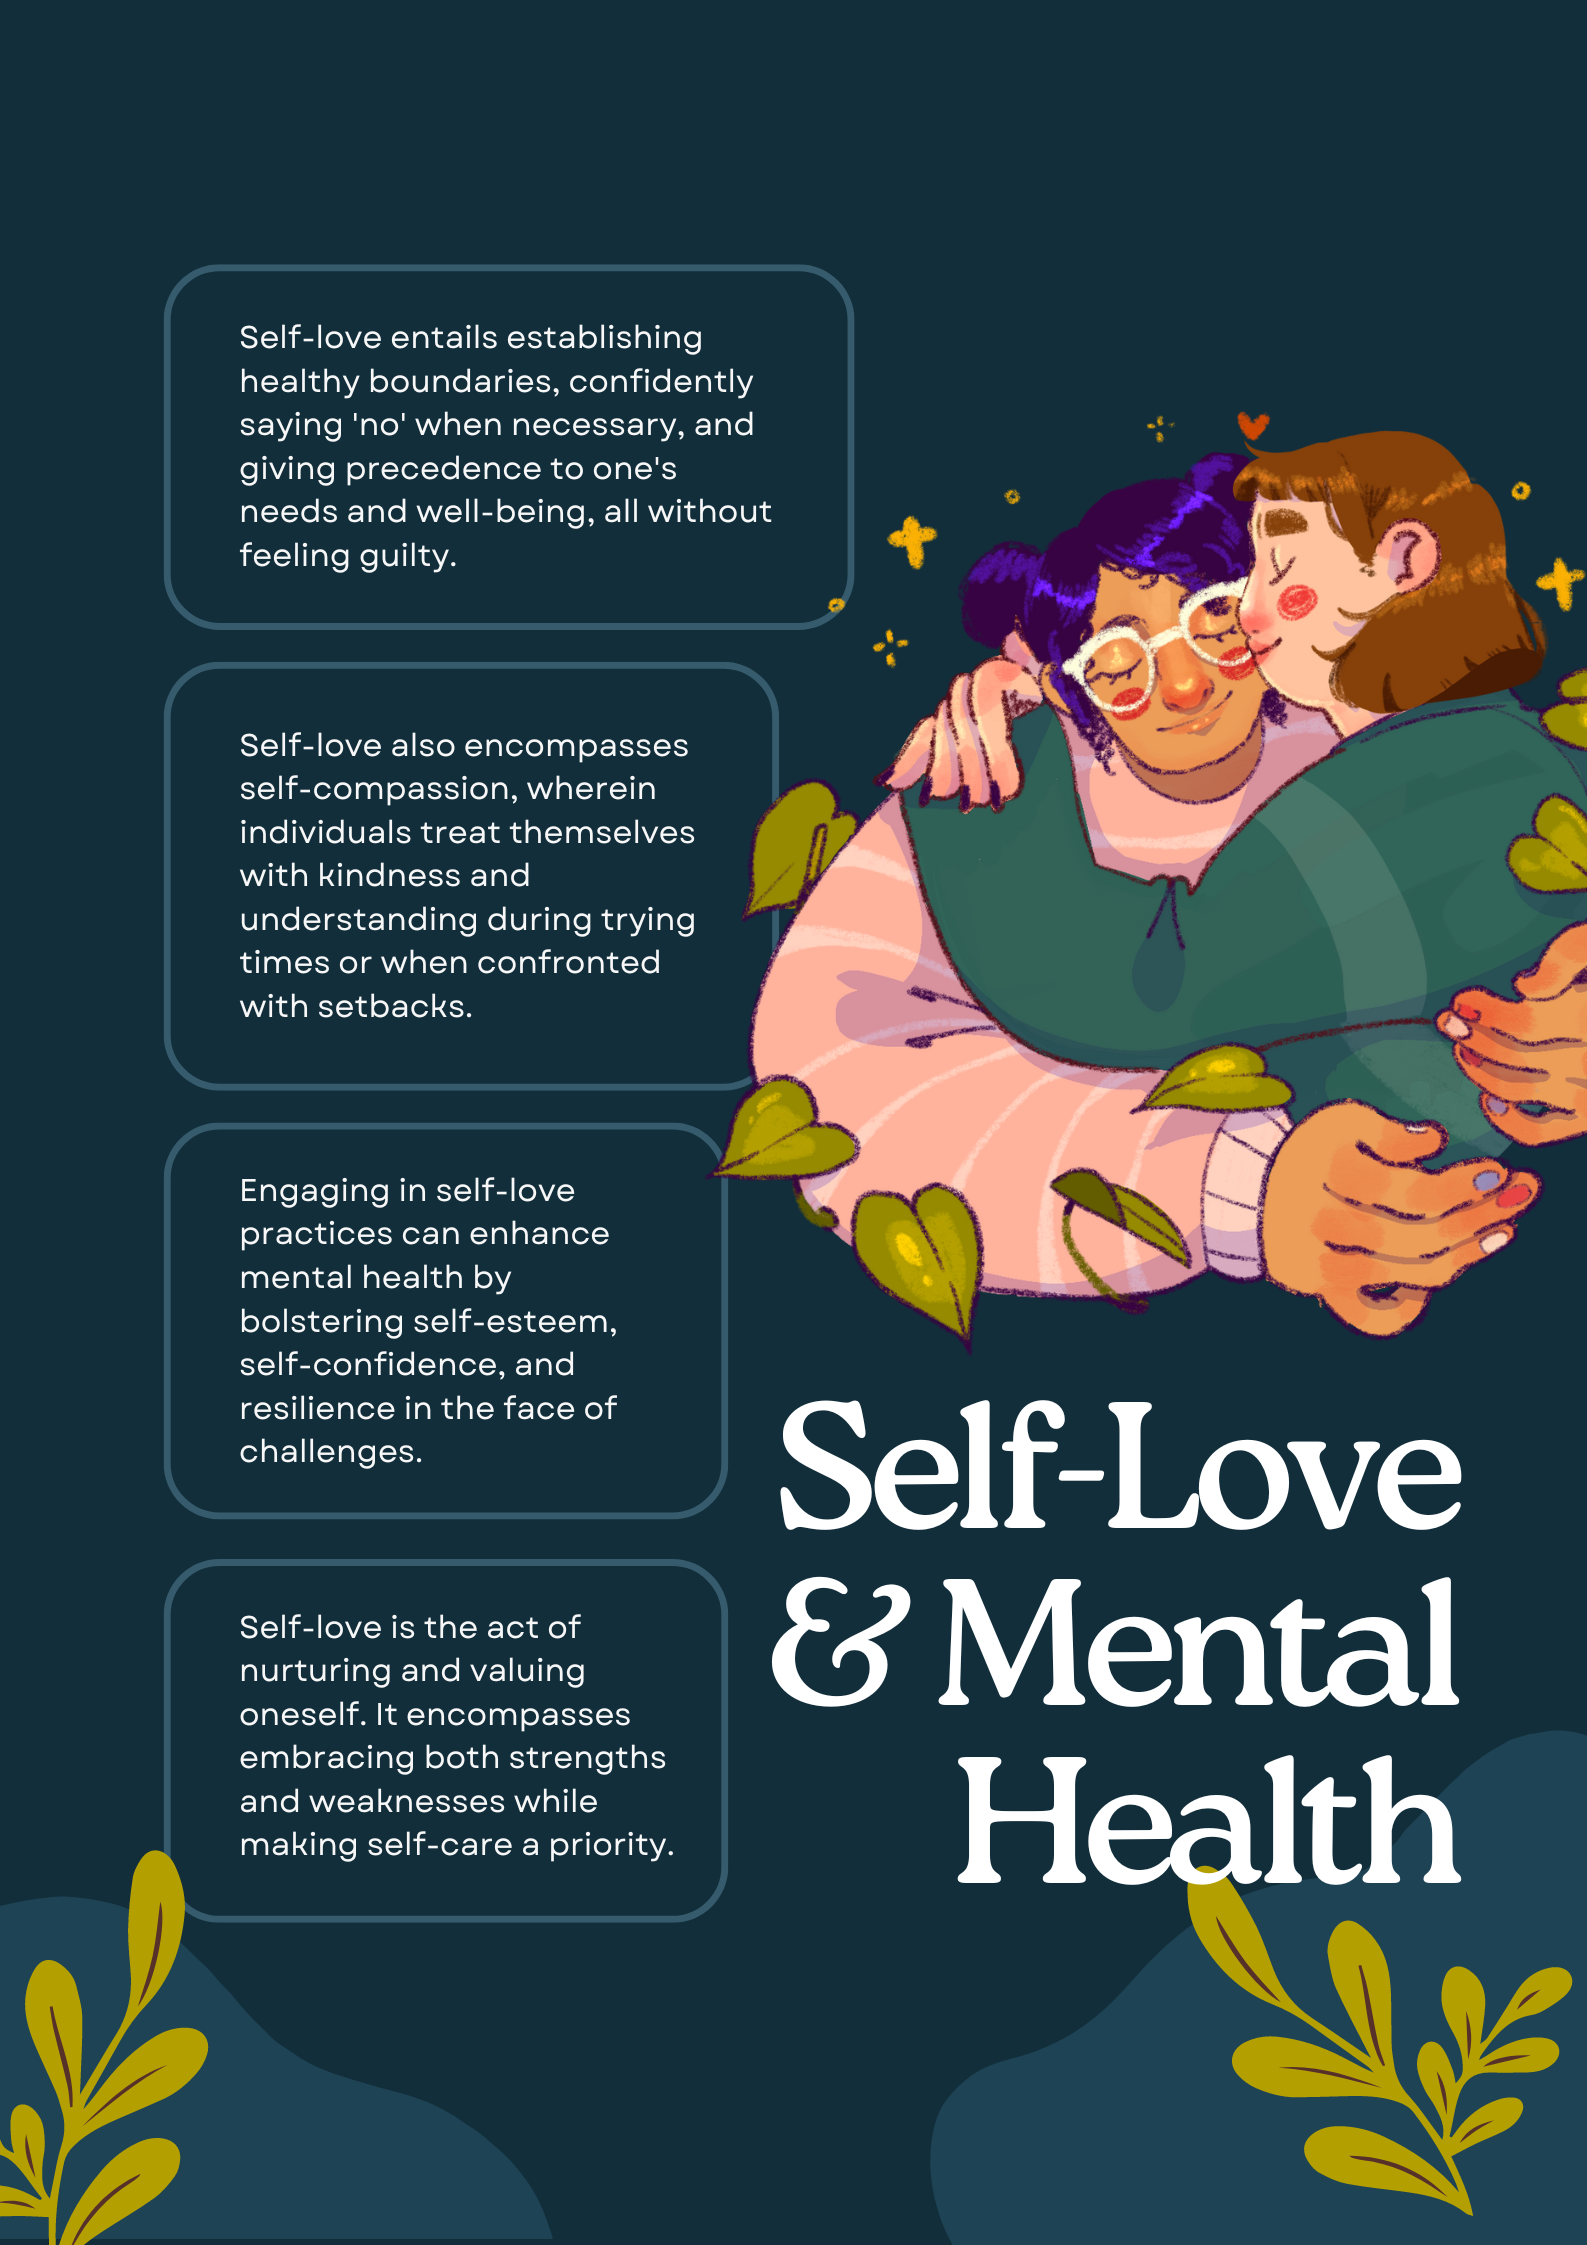 Self-love entails establishing
healthy boundaries, confidently
saying 'no' when necessary, and
giving precedence to one's
needs and well-being, all without
feeling guilty.
Self-love also encompasses
self-compassion, wherein
individuals treat themselves
with kindness and
understanding during trying
times or when confronted
with setbacks.
Engaging in self-love
practices can enhance
mental health by
bolstering self-esteem,
self-confidence, and
resilience in the face of
challenges.
Self-love is the act of
nurturing and valuing
oneself. It encompasses
embracing both strengths
and weaknesses while
making self-care a priority.
Self-Love
& Mental
Health